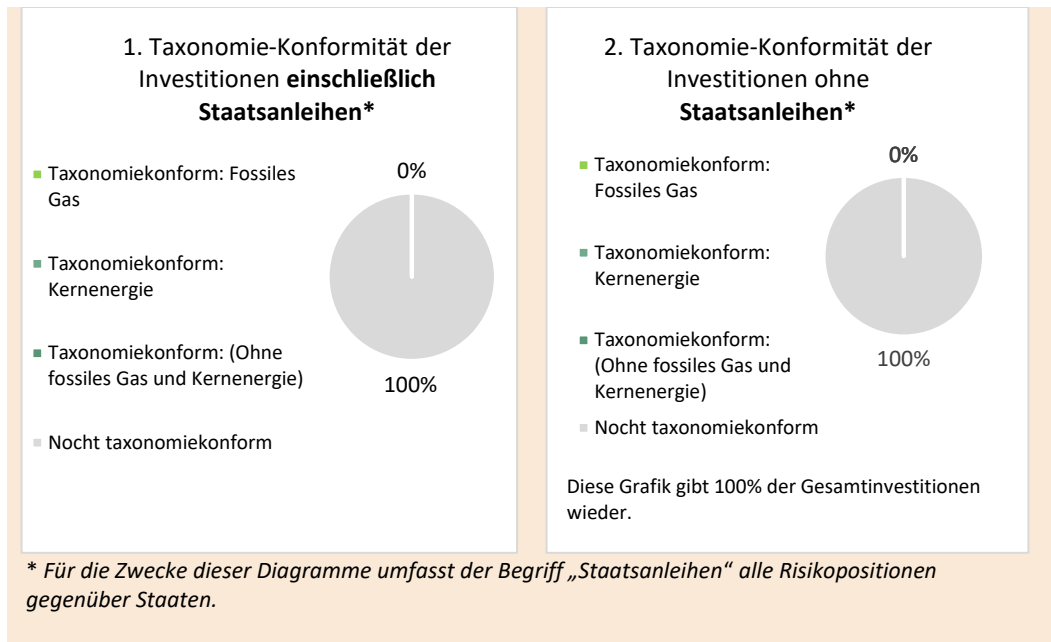 1. Taxonomie-Konformität der
Investitionen einschließlich
Staatsanleihen*
Taxonomiekonform: Fossiles
Gas
Taxonomiekonform:
Kernenergie
Taxonomiekonform: (Ohne
fossiles Gas und Kernenergie)
Nocht taxonomiekonform
0%
100%
2. Taxonomie-Konformität der
Investitionen ohne
Staatsanleihen*
Taxonomiekonform:
Fossiles Gas
Taxonomiekonform:
Kernenergie
Taxonomiekonform:
(Ohne fossiles Gas und
Kernenergie)
Nocht taxonomiekonform
0%
100%
Diese Grafik gibt 100% der Gesamtinvestitionen
wieder.
* Für die Zwecke dieser Diagramme umfasst der Begriff „Staatsanleihen“ alle Risikopositionen
gegenüber Staaten.